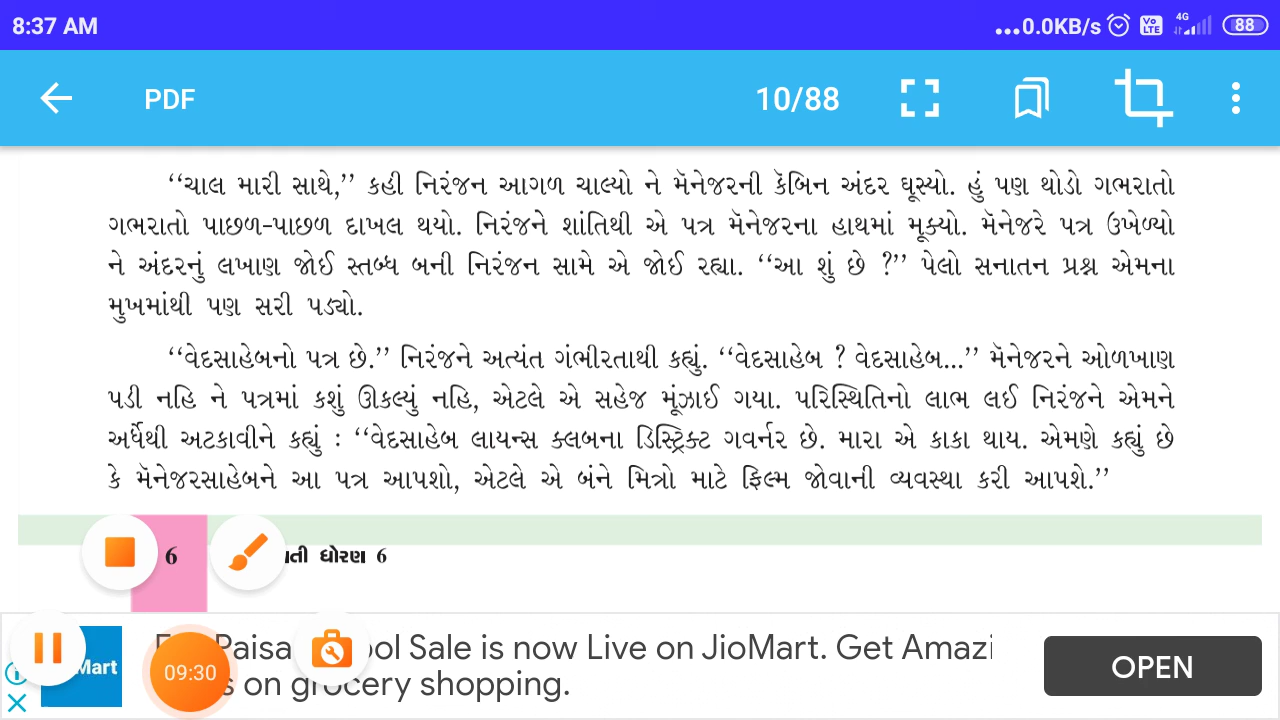 8:37 AM
...0.0KB/s
4G
Vo LTE
88
PDF
10/88
‘‘ચાલ મારી સાથે,’’ કહી નિરંજન આગળ ચાલ્યો ને મૅનેજરની કૅબિન અંદર ઘૂસ્યો. હું પણ થોડો ગભરાતો
ગભરાતો પાછળ-પાછળ દાખલ થયો. નિરંજને શાંતિથી એ પત્ર મૅનેજરના હાથમાં મૂક્યો. મૅનેજરે પત્ર ઉખેળ્યો
ને અંદરનું લખાણ જોઈ સ્તબ્ધ બની નિરંજન સામે એ જોઈ રહ્યા. ‘‘આ શું છે ?’’ પેલો સનાતન પ્રશ્ન એમના
મુખમાંથી પણ સરી પડ્યો.
‘‘વેદસાહેબનો પત્ર છે.’’ નિરંજને અત્યંત ગંભીરતાથી કહ્યું. ‘‘વેદસાહેબ ? વેદસાહેબ...’’ મૅનેજરને ઓળખાણ
પડી નહિ ને પત્રમાં કશું ઊકલ્યું નહિ, એટલે એ સહેજ મૂંઝાઈ ગયા. પરિસ્થિતિનો લાભ લઈ નિરંજને એમને
અર્ધેથી અટકાવીને કહ્યું : ‘‘વેદસાહેબ લાયન્સ ક્લબના ડિસ્ટ્રિક્ટ ગવર્નર છે. મારા એ કાકા થાય. એમણે કહ્યું છે
કે મૅનેજરસાહેબને આ પત્ર આપશો, એટલે એ બંને મિત્રો માટે ફિલ્મ જોવાની વ્યવસ્થા કરી આપશે.’’
6
ધોરણ 6
Sale is now Live on JioMart. Get Amazi
on grocery shopping.
Mart
09:30
OPEN